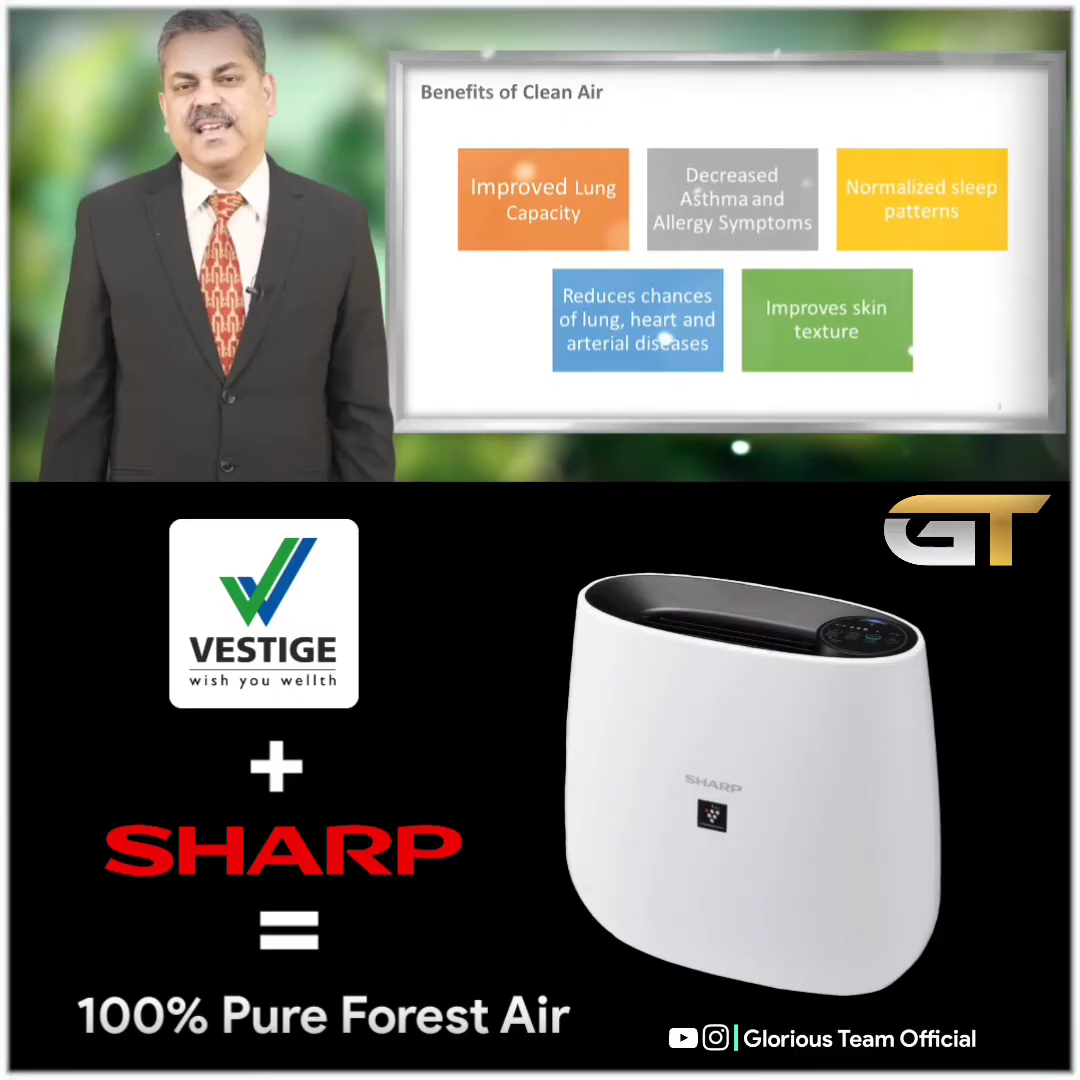 Benefits of Clean Air
Improved Lung
Capacity
Decreased
Asthma and
Allergy Symptoms
Normalized sleep
patterns
Reduces chances
of lung, heart and
arterial diseases
Improves skin
texture
3
GT
VESTIGE
wish you wellth
+
SHARP
=
100% Pure Forest Air
SHARP
Glorious Team Official